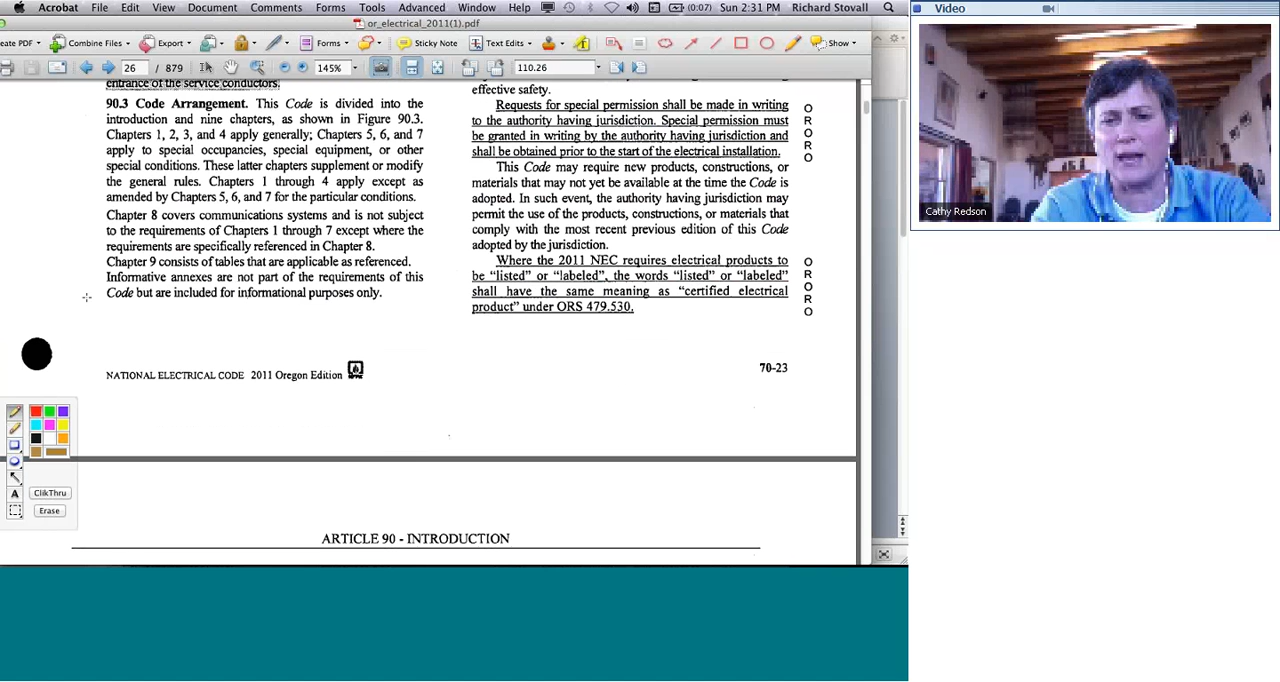 Acrobat File Edit View Document Comments Forms Tools Advanced Window Help (0:07) Sun 2:31 PM Richard Stovall
or_electrical_2011(1).pdf
eate PDF Combine Files Export Forms Sticky Note Text Edits Show
26 / 879 145% 110.26
entrance of the service conductors.
90.3 Code Arrangement. This Code is divided into the
introduction and nine chapters, as shown in Figure 90.3.
Chapters 1, 2, 3, and 4 apply generally; Chapters 5, 6, and 7
apply to special occupancies, special equipment, or other
special conditions. These latter chapters supplement or modify
the general rules. Chapters 1 through 4 apply except as
amended by Chapters 5, 6, and 7 for the particular conditions.
Chapter 8 covers communications systems and is not subject
to the requirements of Chapters 1 through 7 except where the
requirements are specifically referenced in Chapter 8.
Chapter 9 consists of tables that are applicable as referenced.
Informative annexes are not part of the requirements of this
Code but are included for informational purposes only.
effective safety.
Requests for special permission shall be made in writing
to the authority having jurisdiction. Special permission must
be granted in writing by the authority having jurisdiction and
shall be obtained prior to the start of the electrical installation.
O
R
O
R
O
This Code may require new products, constructions, or
materials that may not yet be available at the time the Code is
adopted. In such event, the authority having jurisdiction may
permit the use of the products, constructions, or materials that
comply with the most recent previous edition of this Code
adopted by the jurisdiction.
Where the 2011 NEC requires electrical products to
be “listed” or “labeled”, the words “listed” or “labeled”
shall have the same meaning as “certified electrical
product” under ORS 479.530.
O
R
O
R
O
NATIONAL ELECTRICAL CODE 2011 Oregon Edition
70-23
ARTICLE 90 - INTRODUCTION
A
ClikThru
Erase
Video
Cathy Redson